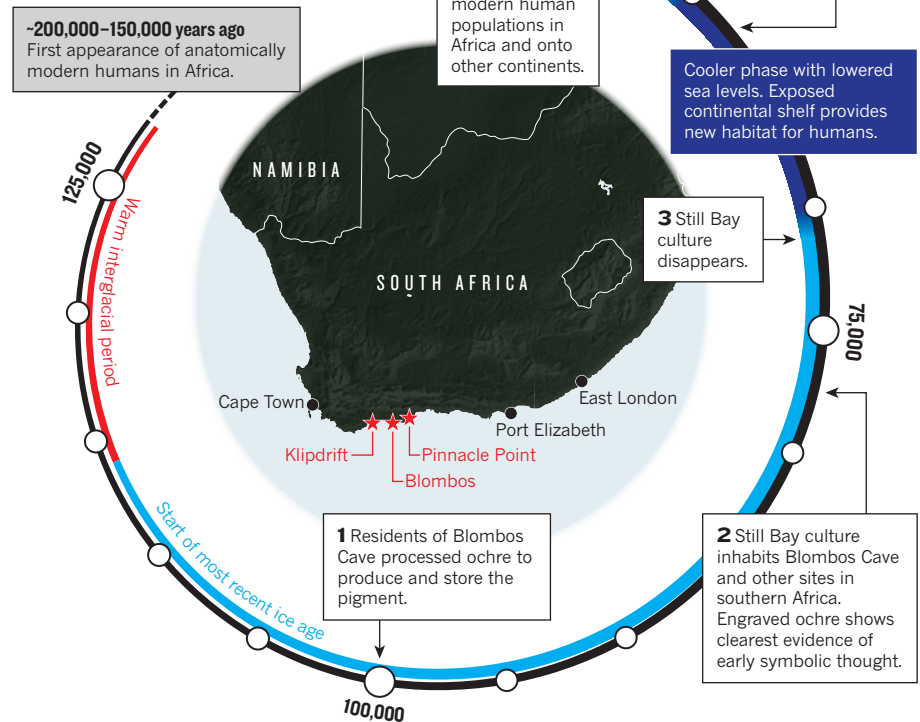 ~200,000–150,000 years ago
First appearance of anatomically
modern humans in Africa.
modern human
populations in
Africa and onto
other continents.
Cooler phase with lowered
sea levels. Exposed
continental shelf provides
new habitat for humans.
125,000
Warm interglacial period
NAMIBIA
SOUTH AFRICA
3 Still Bay
culture
disappears.
75,000
Cape Town
East London
Port Elizabeth
Klipdrift
Pinnacle Point
Blombos
Start of most recent ice age
1 Residents of Blombos
Cave processed ochre to
produce and store the
pigment.
2 Still Bay culture
inhabits Blombos Cave
and other sites in
southern Africa.
Engraved ochre shows
clearest evidence of
early symbolic thought.
100,000